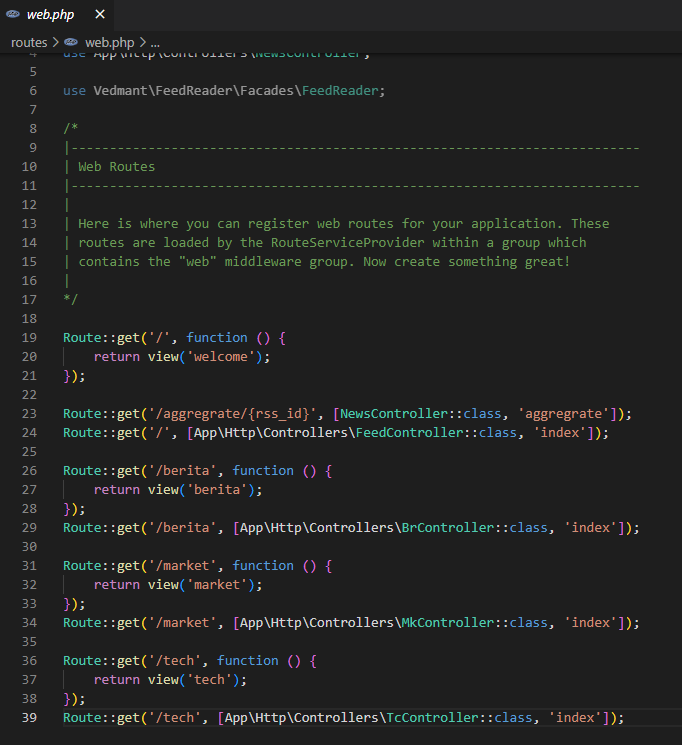 web.php
routes > web.php > ...
4 use App\Http\Controllers\NewsController;
5
6 use Vedmant\FeedReader\Facades\FeedReader;
7
8 /*
9 |--------------------------------------------------------------------------
10 | Web Routes
11 |--------------------------------------------------------------------------
12 |
13 | Here is where you can register web routes for your application. These
14 | routes are loaded by the RouteServiceProvider within a group which
15 | contains the "web" middleware group. Now create something great!
16 |
17 */
18
19 Route::get('/', function () {
20     return view('welcome');
21 });
22
23 Route::get('/aggregrate/{rss_id}', [NewsController::class, 'aggregrate']);
24 Route::get('/', [App\Http\Controllers\FeedController::class, 'index']);
25
26 Route::get('/berita', function () {
27     return view('berita');
28 });
29 Route::get('/berita', [App\Http\Controllers\BrController::class, 'index']);
30
31 Route::get('/market', function () {
32     return view('market');
33 });
34 Route::get('/market', [App\Http\Controllers\MkController::class, 'index']);
35
36 Route::get('/tech', function () {
37     return view('tech');
38 });
39 Route::get('/tech', [App\Http\Controllers\TcController::class, 'index']);